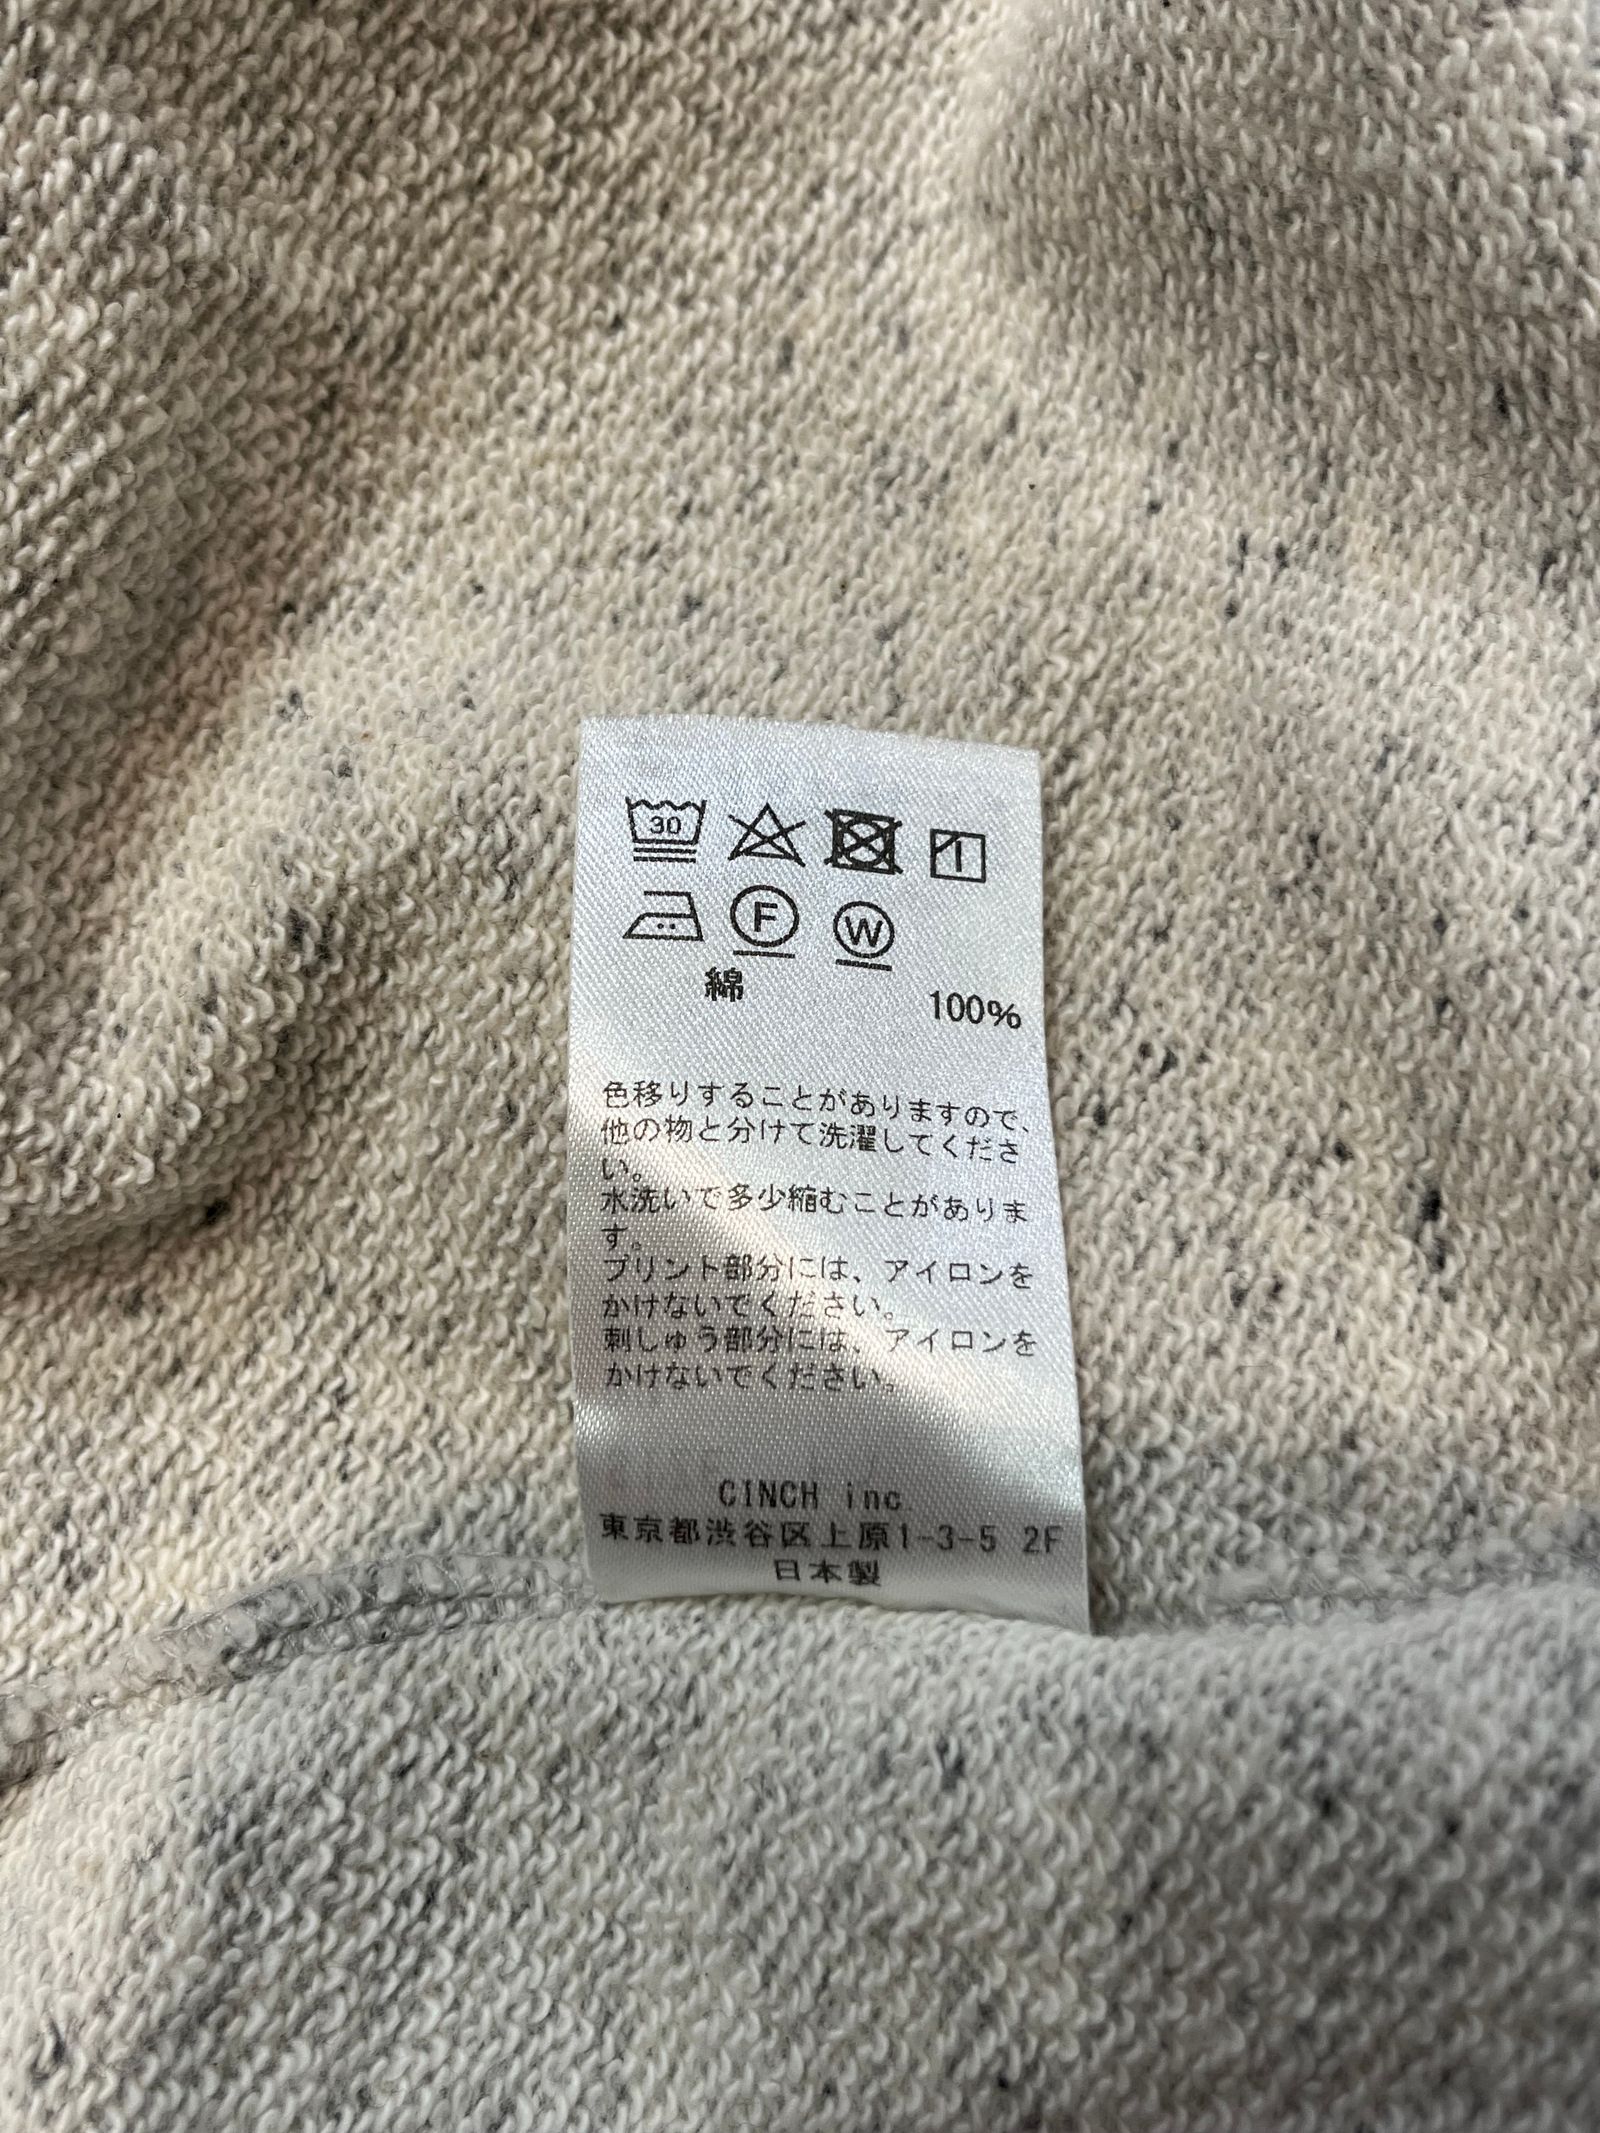 30
F W
綿 100%
色移りすることがありますので、
他の物と分けて洗濯してくださ
い。
水洗いで多少縮むことがありま
す。
プリント部分には、アイロンを
かけないでください。
刺しゅう部分には、アイロンを
かけないでください。
CINCH inc.
東京都渋谷区上原1-3-5 2F
日本製